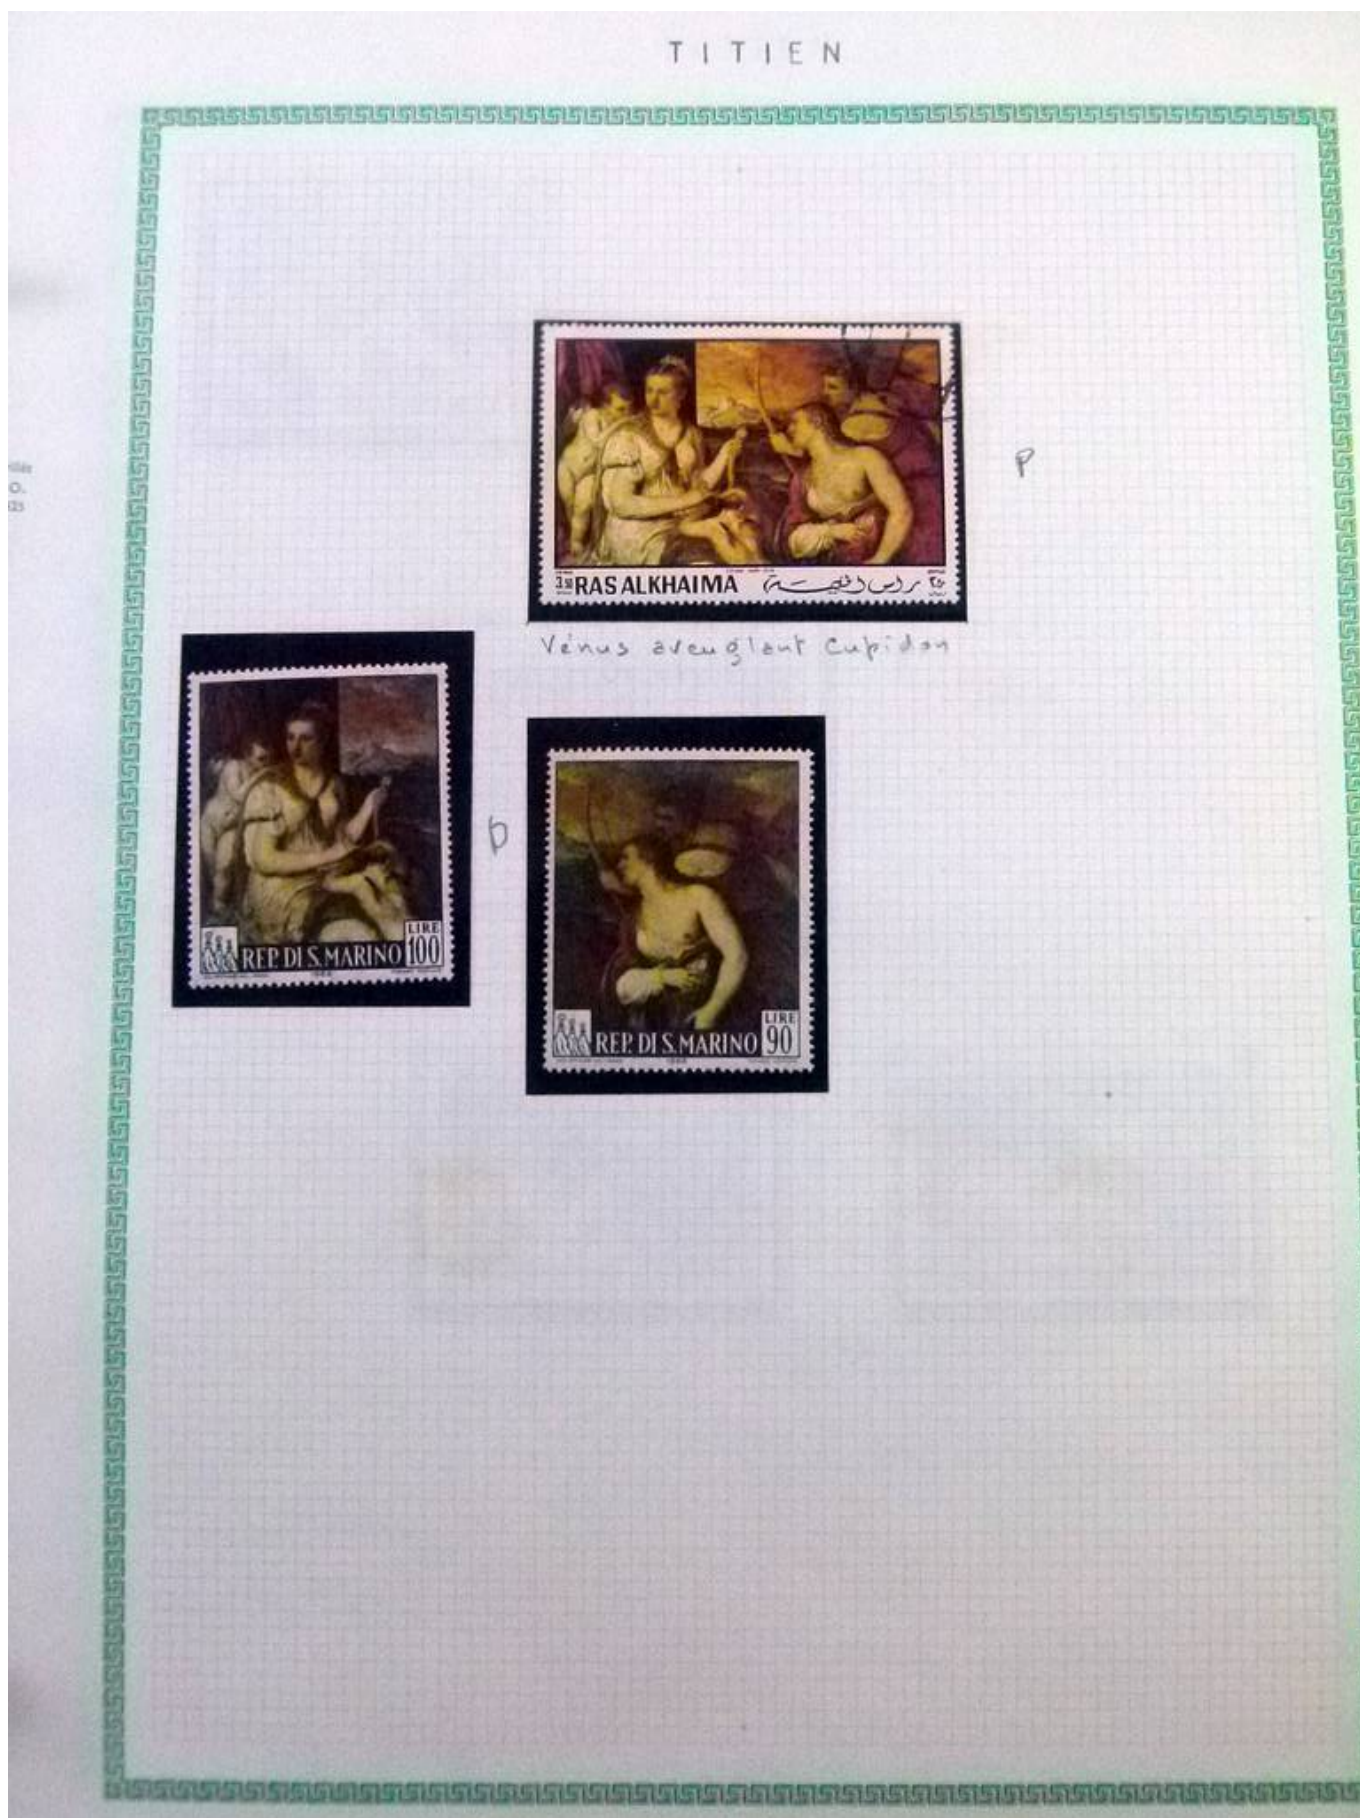 TITIEN
O.
P
3.50 RAS ALKHAIMA راس الخيمة
Vénus aveuglant Cupidon
D
LIRE
100
REP. DI S. MARINO
LIRE
90
REP. DI S. MARINO